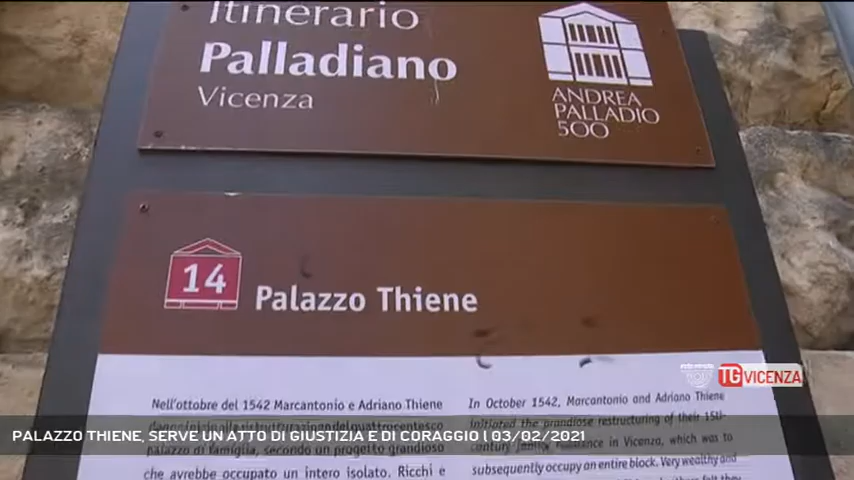 Itinerario
Palladiano
Vicenza
ANDREA
PALLADIO
500
14
Palazzo Thiene
TG VICENZA
Nell'ottobre del 1542 Marcantonio e Adriano Thiene
palazzo di famiglia, secondo un progetto grandioso
che avrebbe occupato un intero isolato. Ricchi e
In October 1542, Marcantonio and Adriano Thiene
initiated the grandiose restructuring of their 15th-
century family in Vicenza, which was to
subsequently occupy an entire block. Very wealthy and
PALAZZO THIENE, SERVE UN ATTO DI GIUSTIZIA E DI CORAGGIO | 03/02/2021